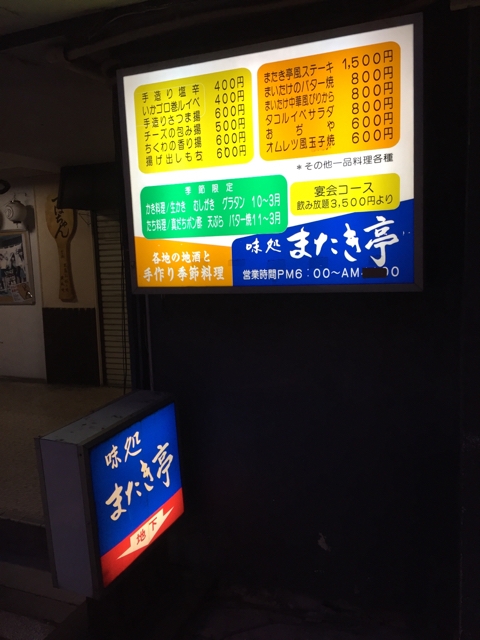 手造り塩辛 400円
いかゴロ巻ルイベ 400円
手造りさつま揚 600円
チーズの包み揚 500円
ちくわの香り揚 600円
揚げ出しもち 600円
またき亭風ステーキ 1,500円
まいたけのバター焼 800円
まいたけ中華風ぴりから 800円
タコルイベサラダ 800円
おぢや 600円
オムレツ風玉子焼 600円
*その他一品料理各種
季節限定
かき料理/生かき むしがき グラタン 10〜3月
たち料理/真だちポン酢 天ぷら バター焼 11〜3月
宴会コース
飲み放題3,500円より
各地の地酒と
手作り季節料理
味処 またき亭
営業時間PM6:00〜AM
味処
またき亭
地下